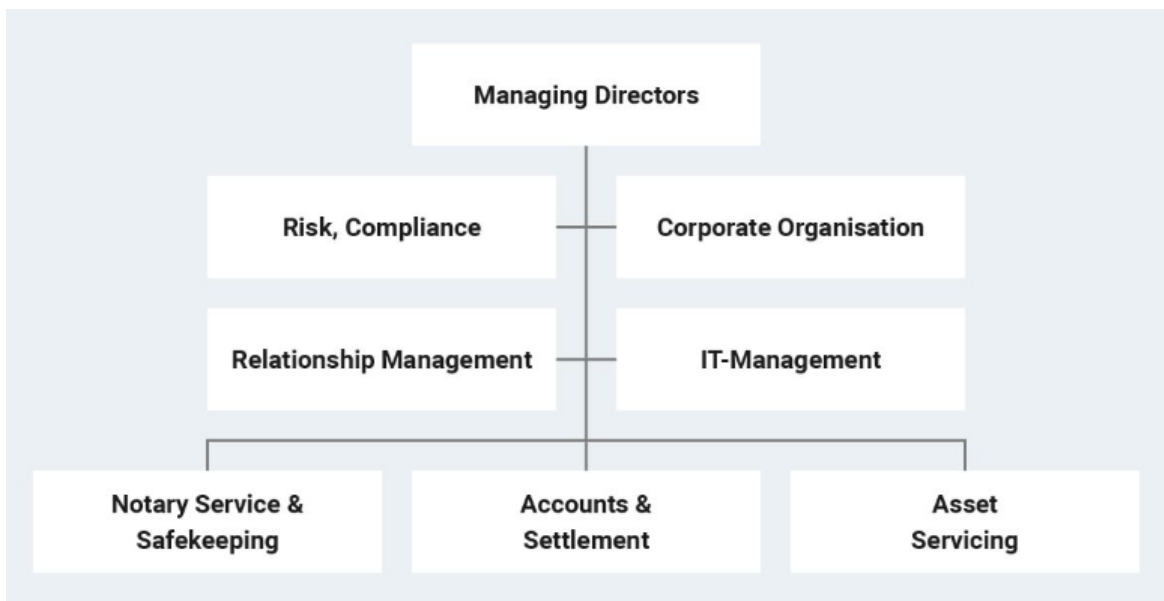 Managing Directors
Risk, Compliance
Corporate Organisation
Relationship Management
IT-Management
Notary Service &
Safekeeping
Accounts &
Settlement
Asset
Servicing